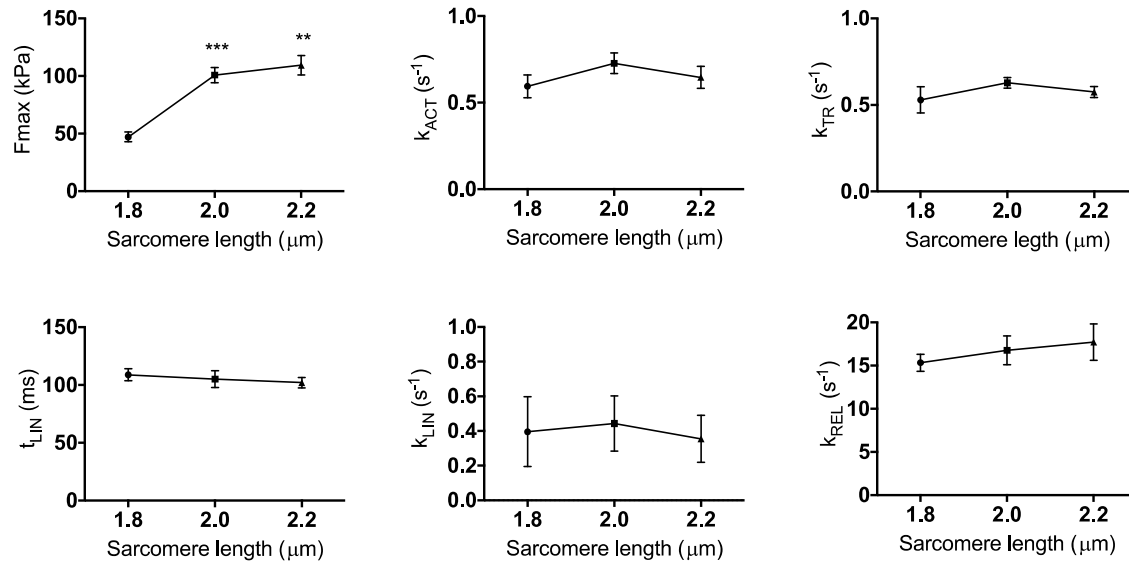 150
100
50
0
Fmax (kPa)
***
**
1.8 2.0 2.2
Sarcomere length (μm)
1.0
0.5
0.0
k_ACT (s⁻¹)
1.8 2.0 2.2
Sarcomere length (μm)
1.0
0.5
0.0
k_TR (s⁻¹)
1.8 2.0 2.2
Sarcomere legth (μm)
150
100
50
0
t_LIN (ms)
1.8 2.0 2.2
Sarcomere length (μm)
1.0
0.8
0.6
0.4
0.2
0.0
k_LIN (s⁻¹)
1.8 2.0 2.2
Sarcomere length (μm)
20
15
10
5
0
k_REL (s⁻¹)
1.8 2.0 2.2
Sarcomere length (μm)